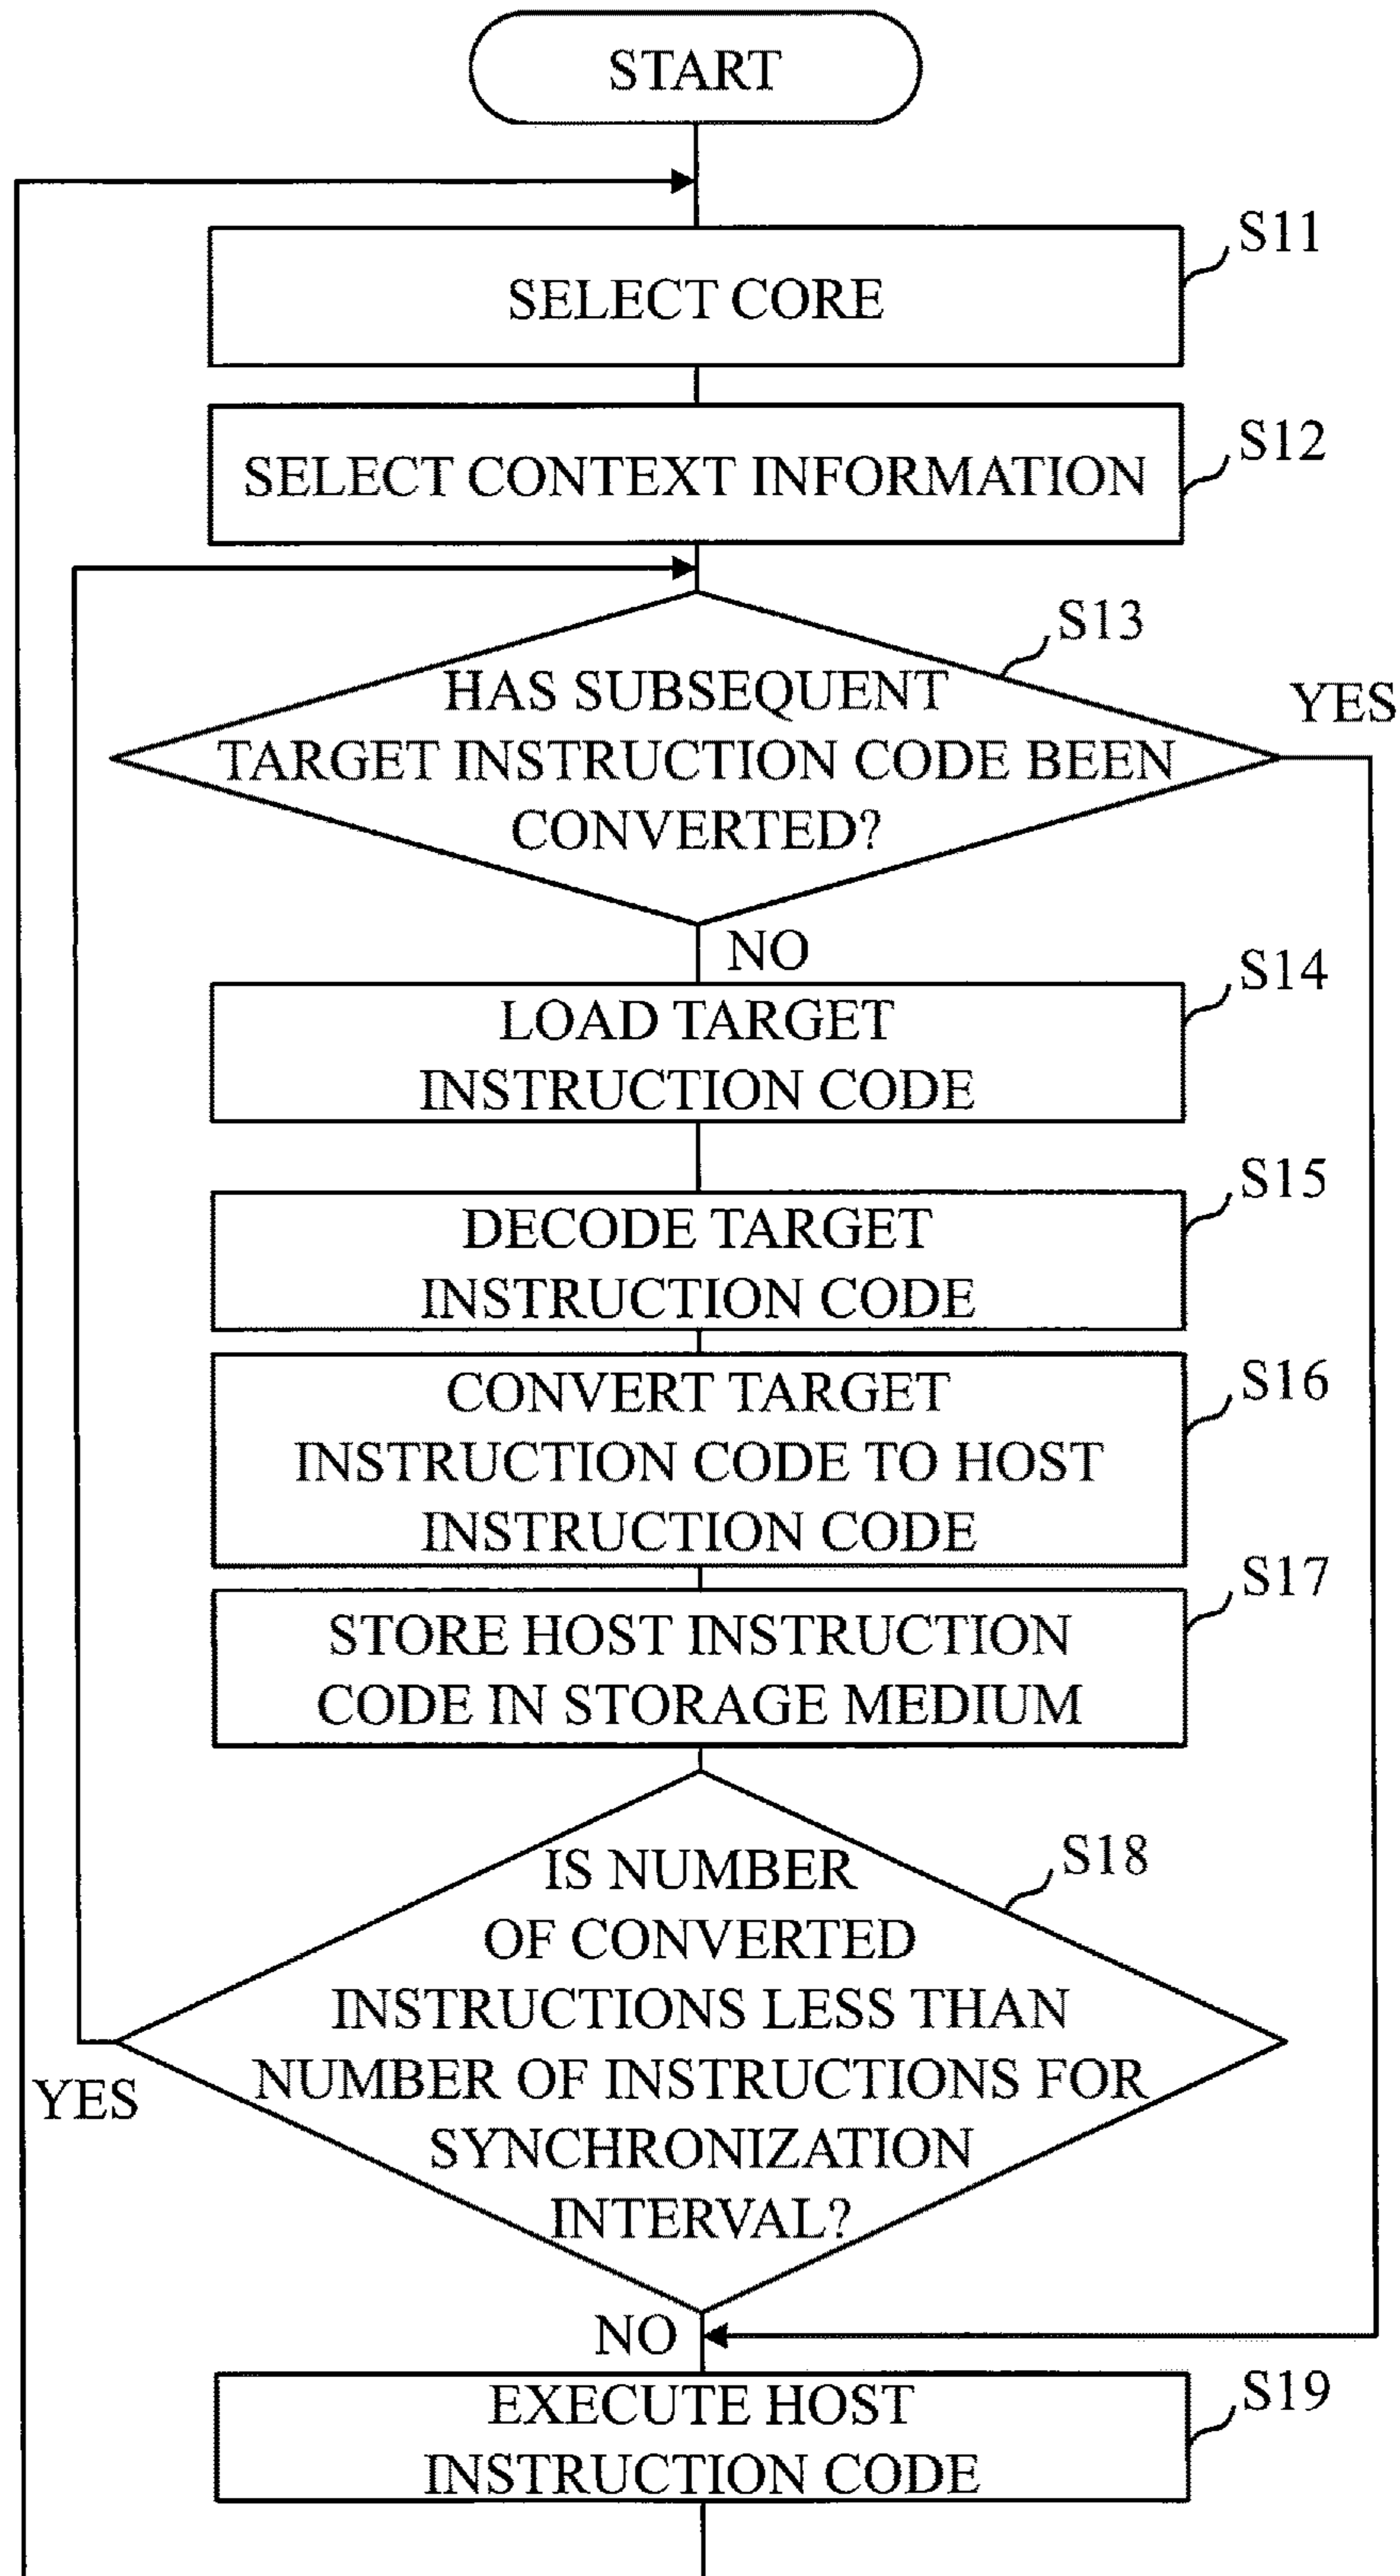 START
S11
SELECT CORE
S12
SELECT CONTEXT INFORMATION
S13
HAS SUBSEQUENT
YES
TARGET INSTRUCTION CODE BEEN
CONVERTED?
NO
S14
LOAD TARGET
INSTRUCTION CODE
S15
DECODE TARGET
INSTRUCTION CODE
S16
CONVERT TARGET
INSTRUCTION CODE TO HOST
INSTRUCTION CODE
S17
STORE HOST INSTRUCTION
CODE IN STORAGE MEDIUM
S18
IS NUMBER
OF CONVERTED
INSTRUCTIONS LESS THAN
NUMBER OF INSTRUCTIONS FOR
YES
SYNCHRONIZATION
INTERVAL?
NO
S19
EXECUTE HOST
INSTRUCTION CODE